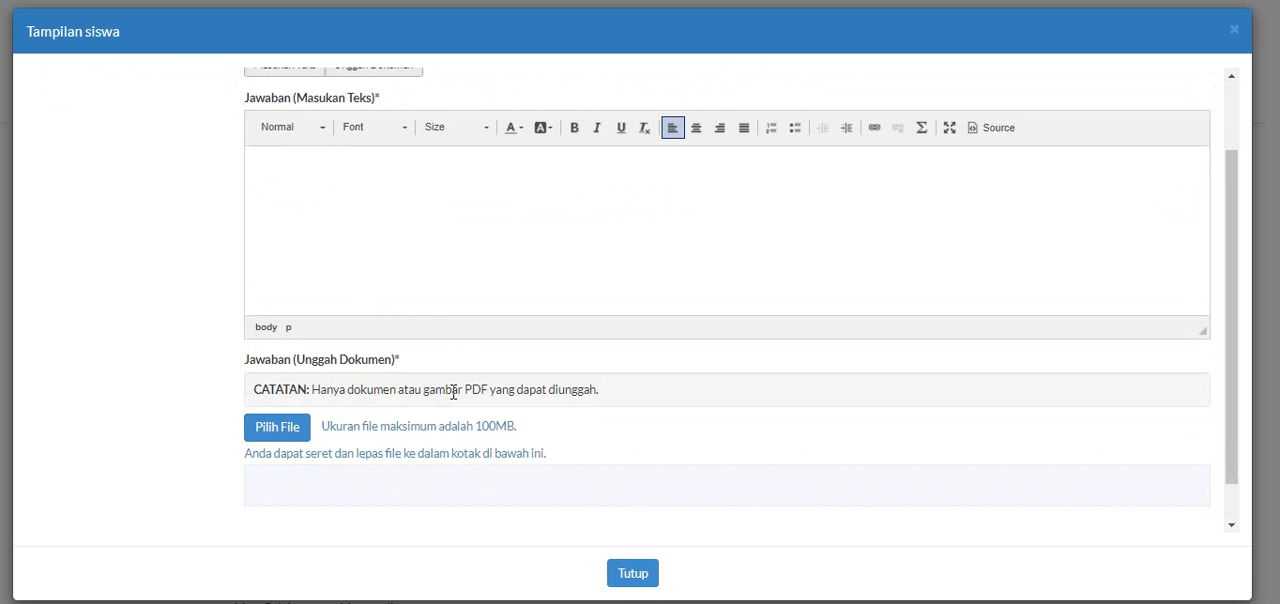 Tampilan siswa
×
Jawaban (Masukan Teks)*
Normal Font Size A A B I U Tx Σ Source
body p
Jawaban (Unggah Dokumen)*
CATATAN: Hanya dokumen atau gambar PDF yang dapat diunggah.
Pilih File Ukuran file maksimum adalah 100MB.
Anda dapat seret dan lepas file ke dalam kotak di bawah ini.
Tutup